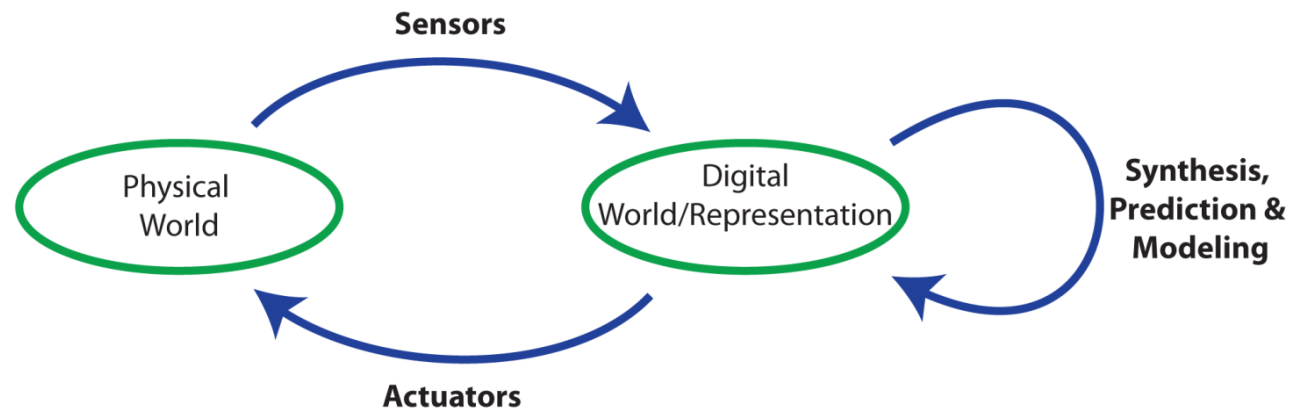 Sensors
Physical
World
Digital
World/Representation
Synthesis,
Prediction &
Modeling
Actuators